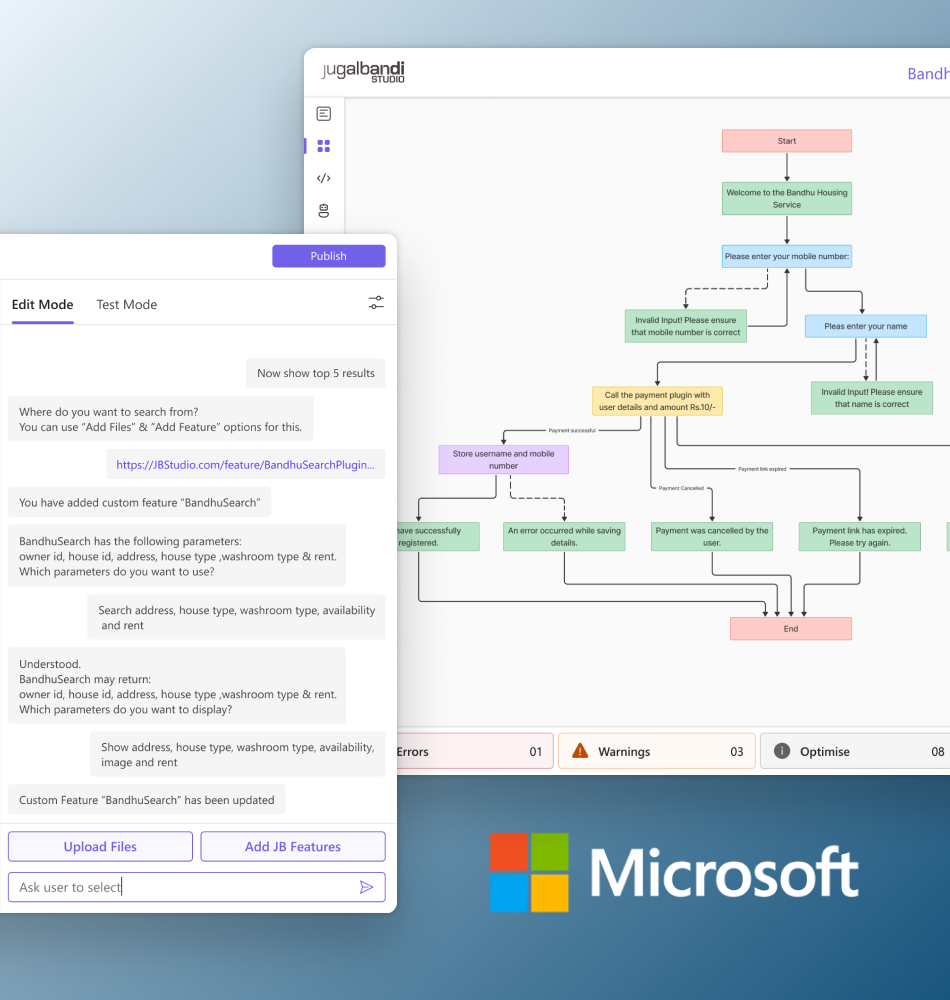 jugalbandi
STUDIO
Bandh
Start
Welcome to the Bandhu Housing
Service
Please enter your mobile number:
Invalid Input! Please ensure
that mobile number is correct
Pleas enter your name
Invalid Input! Please ensure
that name is correct
Call the payment plugin with
user details and amount Rs.10/-
Payment successful
Store username and mobile
number
Payment link expired
Payment Cancelled
have successfully
registered.
An error occurred while saving
details.
Payment was cancelled by the
user.
Payment link has expired.
Please try again.
End
Errors 01
Warnings 03
Optimise 08
Publish
Edit Mode Test Mode
Now show top 5 results
Where do you want to search from?
You can use “Add Files” & “Add Feature” options for this.
https://JBStudio.com/feature/BandhuSearchPlugin...
You have added custom feature “BandhuSearch”
BandhuSearch has the following parameters:
owner id, house id, address, house type ,washroom type & rent.
Which parameters do you want to use?
Search address, house type, washroom type, availability
and rent
Understood.
BandhuSearch may return:
owner id, house id, address, house type ,washroom type & rent.
Which parameters do you want to display?
Show address, house type, washroom type, availability,
image and rent
Custom Feature “BandhuSearch” has been updated
Upload Files Add JB Features
Ask user to select
Microsoft